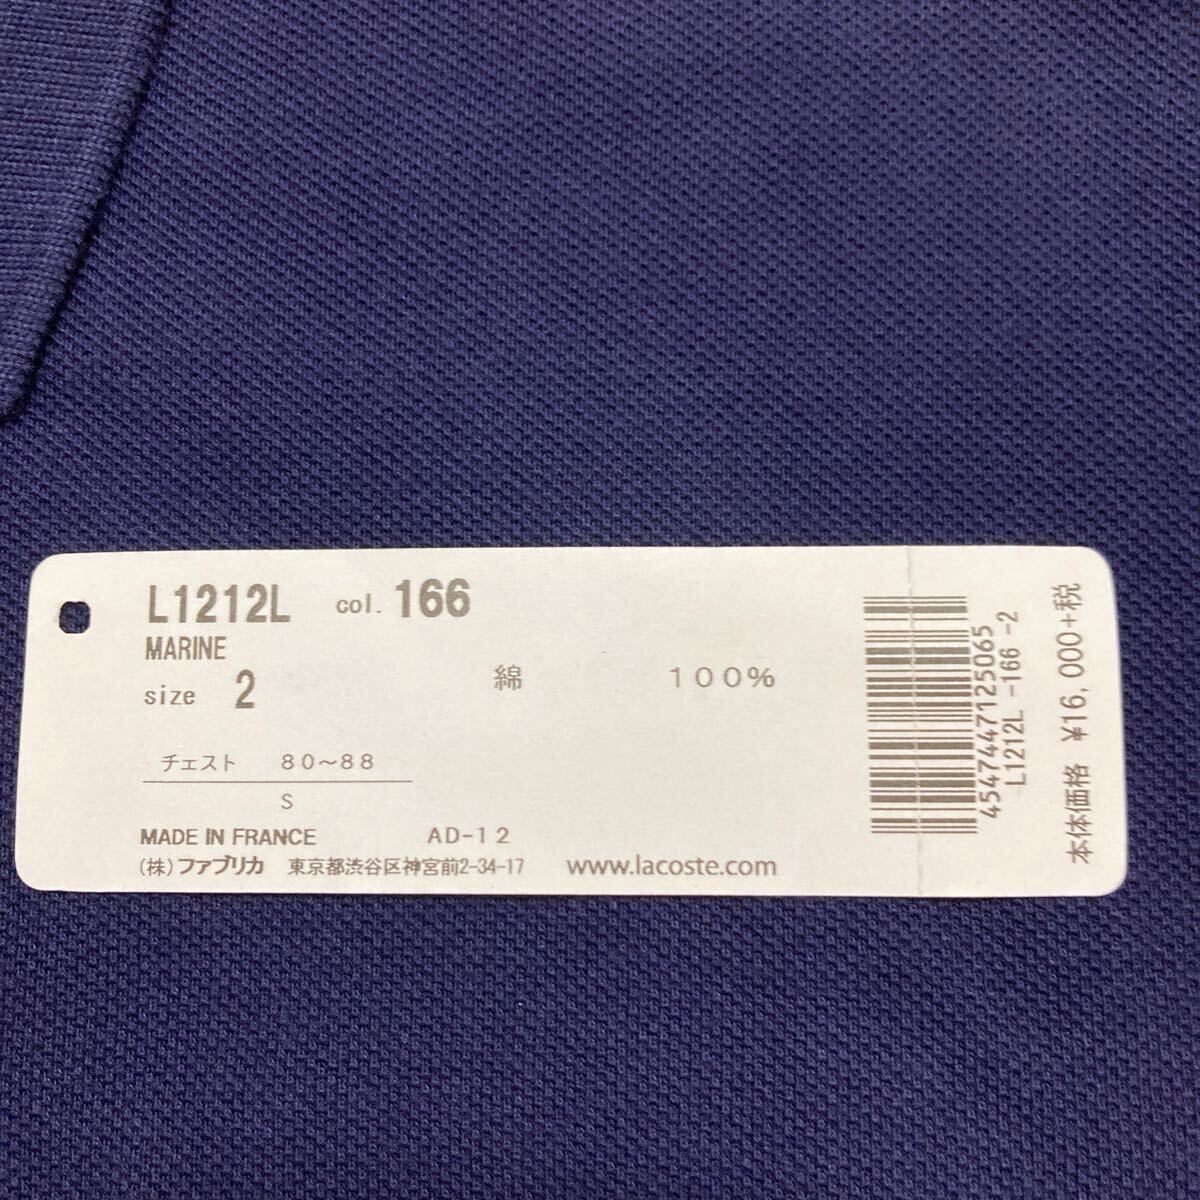 L1212L col. 166
MARINE
size 2
綿 100%
チェスト 80~88
S
MADE IN FRANCE AD-12
(株)ファブリカ 東京都渋谷区神宮前2-34-17 www.lacoste.com
4547447125065
L1212L -166 -2
本体価格 ¥16,000+税